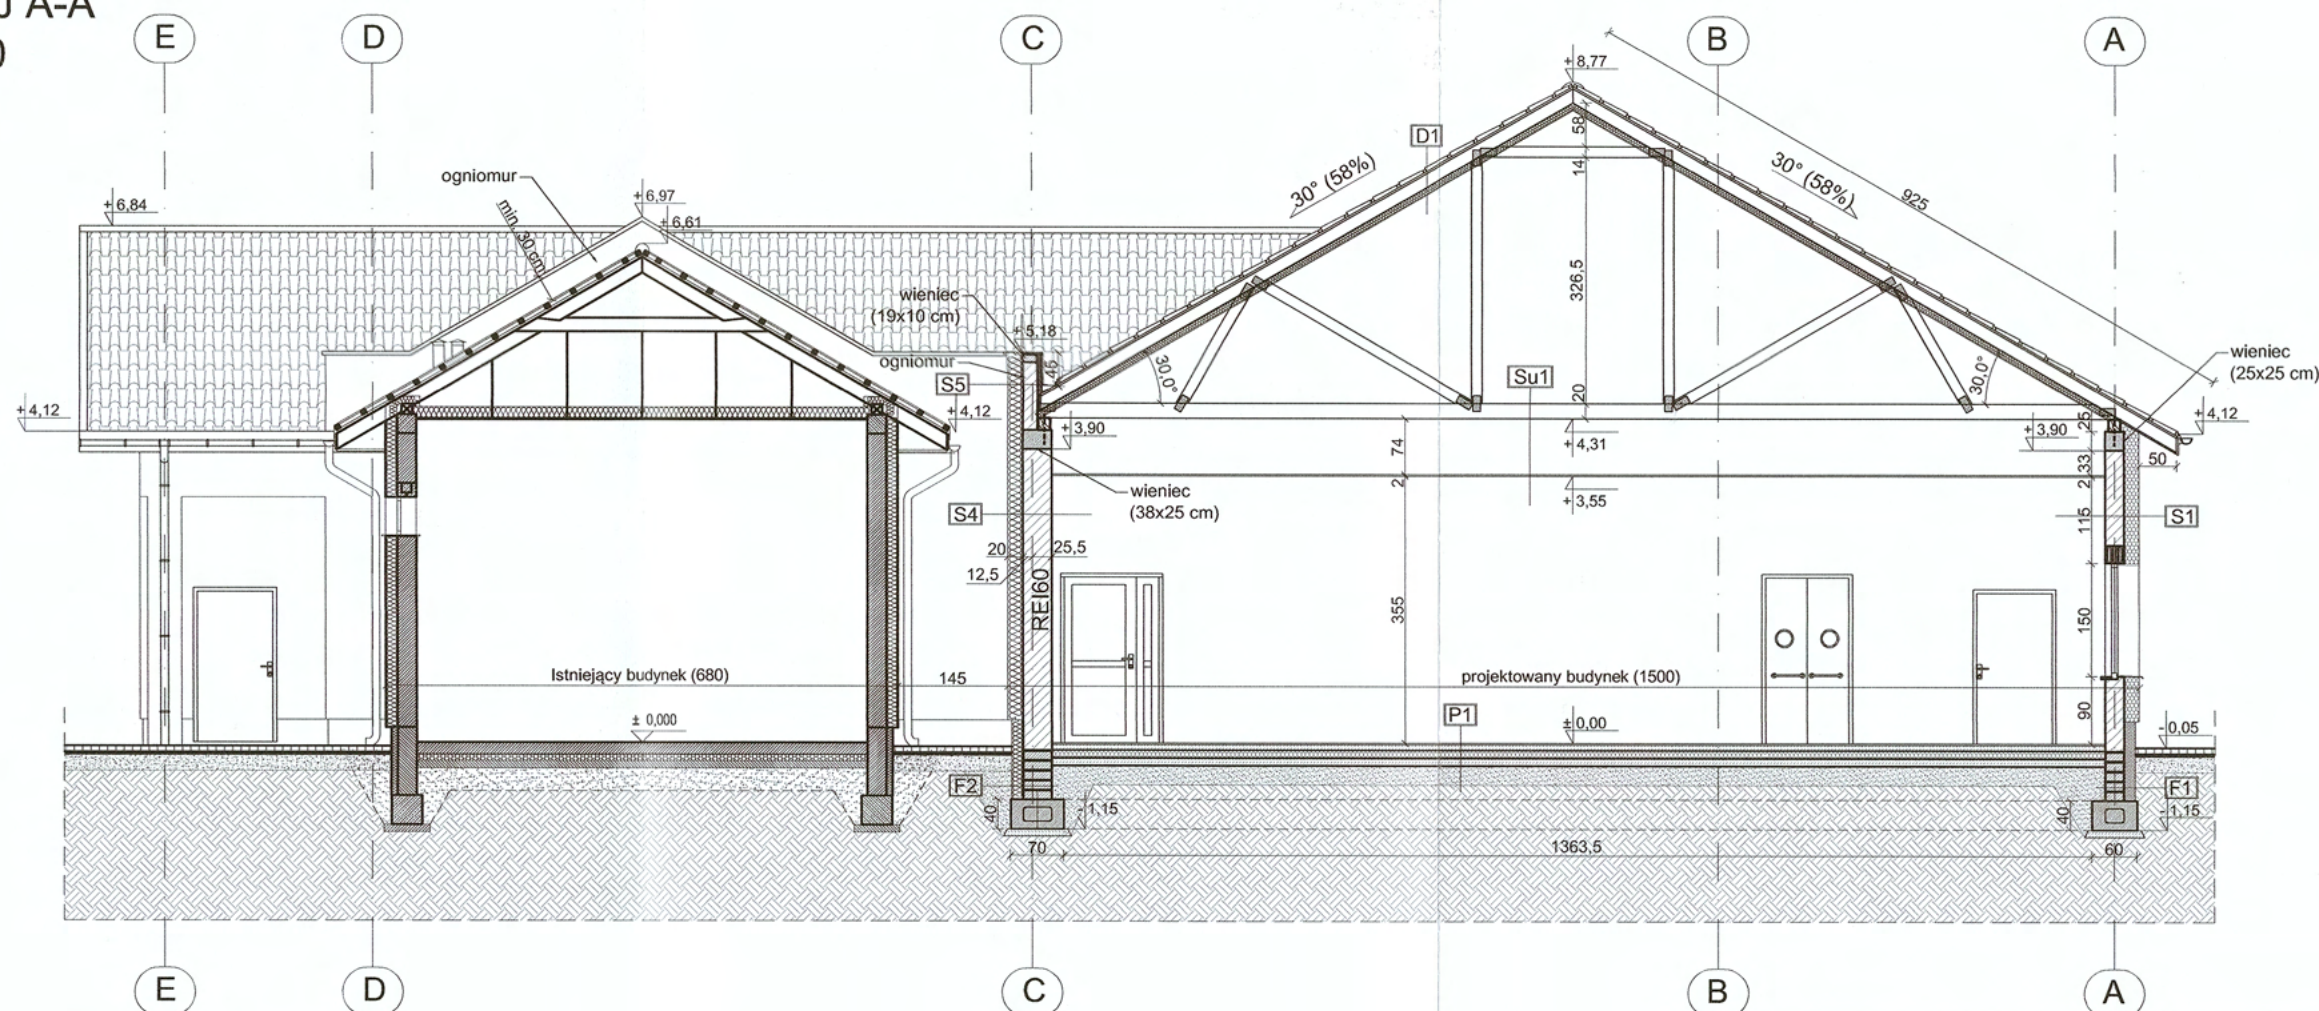 A-A
E
D
C
B
A
+ 8,77
58
D1
14
30° (58%)
30° (58%)
925
ogniomur
+ 6,97
+ 6,84
+ 6,61
min. 30 cm
326,5
wieniec
(19x10 cm)
+ 5,18
ogniomur
46
30,0°
30,0°
wieniec
(25x25 cm)
S5
Su1
20
+ 4,12
+ 4,12
+ 4,12
25
+ 3,90
+ 3,90
74
+ 4,31
50
233
2
+ 3,55
wieniec
(38x25 cm)
S4
S1
115
20
25,5
12,5
REI60
355
150
Istniejący budynek (680)
145
projektowany budynek (1500)
± 0,000
P1
± 0,00
90
- 0,05
F2
F1
40
- 1,15
40
- 1,15
70
1363,5
60
E
D
C
B
A